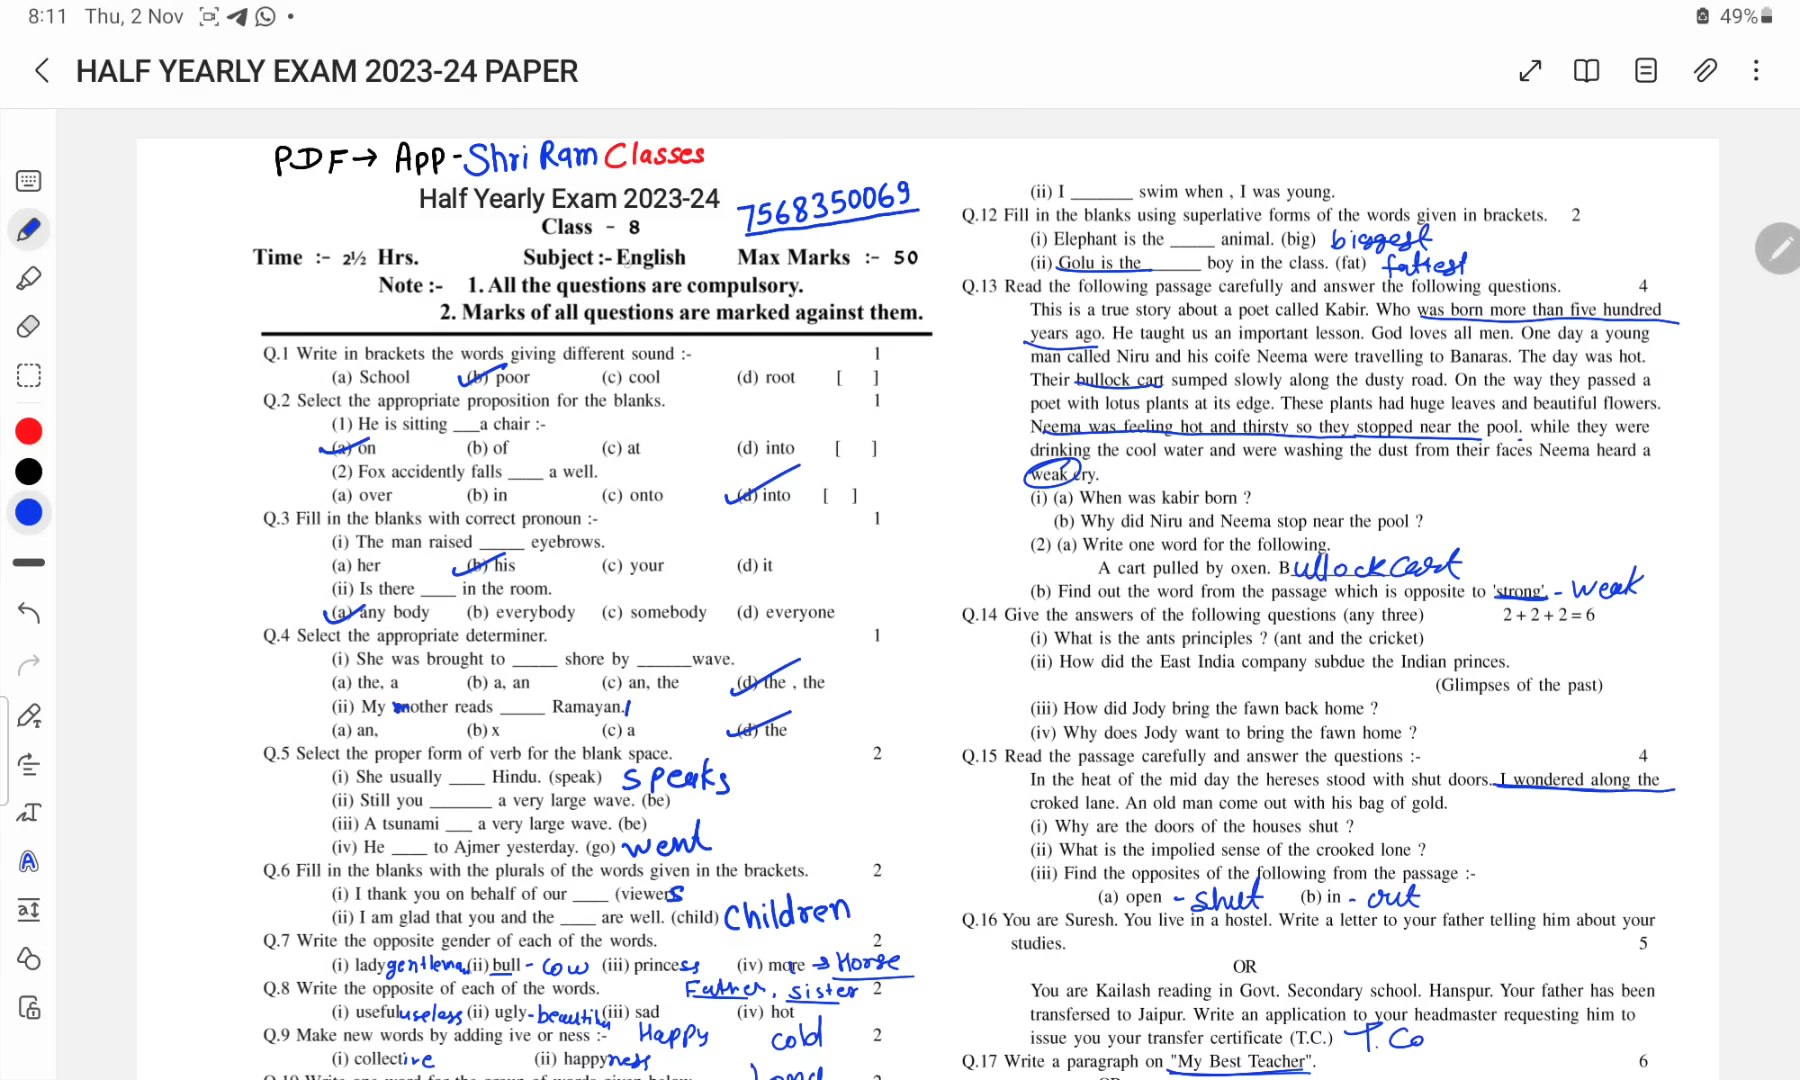 8:11 Thu, 2 Nov
49%
HALF YEARLY EXAM 2023-24 PAPER
PDF → App - Shri Ram Classes
Half Yearly Exam 2023-24
7568350069
Class - 8
Time :- 2½ Hrs. Subject :- English Max Marks :- 50
Note :- 1. All the questions are compulsory.
2. Marks of all questions are marked against them.
Q.1 Write in brackets the words giving different sound :- 1
(a) School (b) poor (c) cool (d) root [ ]
Q.2 Select the appropriate proposition for the blanks. 1
(1) He is sitting ___a chair :-
(a) on (b) of (c) at (d) into [ ]
(2) Fox accidently falls ____ a well.
(a) over (b) in (c) onto (d) into [ ]
Q.3 Fill in the blanks with correct pronoun :- 1
(i) The man raised _____ eyebrows.
(a) her (b) his (c) your (d) it
(ii) Is there ____ in the room.
(a) any body (b) everybody (c) somebody (d) everyone
Q.4 Select the appropriate determiner. 1
(i) She was brought to _____ shore by ______wave.
(a) the, a (b) a, an (c) an, the (d) the , the
(ii) My mother reads _____ Ramayan.
(a) an, (b) x (c) a (d) the
Q.5 Select the proper form of verb for the blank space. 2
(i) She usually ____ Hindu. (speak) speaks
(ii) Still you _______ a very large wave. (be)
(iii) A tsunami ___ a very large wave. (be)
(iv) He ____ to Ajmer yesterday. (go) went
Q.6 Fill in the blanks with the plurals of the words given in the brackets. 2
(i) I thank you on behalf of our ____ (viewers
(ii) I am glad that you and the ____ are well. (child) Children
Q.7 Write the opposite gender of each of the words. 2
(i) lady gentleman (ii) bull - cow (iii) princess (iv) more → Horse
Q.8 Write the opposite of each of the words. Father, sister 2
(i) useful useless (ii) ugly - beautiful (iii) sad (iv) hot
Q.9 Make new words by adding ive or ness :- Happy cold 2
(i) collective (ii) happyness
(ii) I _______ swim when , I was young.
Q.12 Fill in the blanks using superlative forms of the words given in brackets. 2
(i) Elephant is the _____ animal. (big) biggest
(ii) Golu is the _______ boy in the class. (fat) fattest
Q.13 Read the following passage carefully and answer the following questions. 4
This is a true story about a poet called Kabir. Who was born more than five hundred
years ago. He taught us an important lesson. God loves all men. One day a young
man called Niru and his coife Neema were travelling to Banaras. The day was hot.
Their bullock cart sumped slowly along the dusty road. On the way they passed a
poet with lotus plants at its edge. These plants had huge leaves and beautiful flowers.
Neema was feeling hot and thirsty so they stopped near the pool. while they were
drinking the cool water and were washing the dust from their faces Neema heard a
weak cry.
(i) (a) When was kabir born ?
(b) Why did Niru and Neema stop near the pool ?
(2) (a) Write one word for the following.
A cart pulled by oxen. Bullock cart
(b) Find out the word from the passage which is opposite to 'strong'. - weak
Q.14 Give the answers of the following questions (any three) 2 + 2 + 2 = 6
(i) What is the ants principles ? (ant and the cricket)
(ii) How did the East India company subdue the Indian princes.
(Glimpses of the past)
(iii) How did Jody bring the fawn back home ?
(iv) Why does Jody want to bring the fawn home ?
Q.15 Read the passage carefully and answer the questions :- 4
In the heat of the mid day the hereses stood with shut doors. I wondered along the
croked lane. An old man come out with his bag of gold.
(i) Why are the doors of the houses shut ?
(ii) What is the impolied sense of the crooked lone ?
(iii) Find the opposites of the following from the passage :-
(a) open - shut (b) in - out
Q.16 You are Suresh. You live in a hostel. Write a letter to your father telling him about your
studies. 5
OR
You are Kailash reading in Govt. Secondary school. Hanspur. Your father has been
transfersed to Jaipur. Write an application to your headmaster requesting him to
issue you your transfer certificate (T.C.) T. Co
Q.17 Write a paragraph on "My Best Teacher". 6